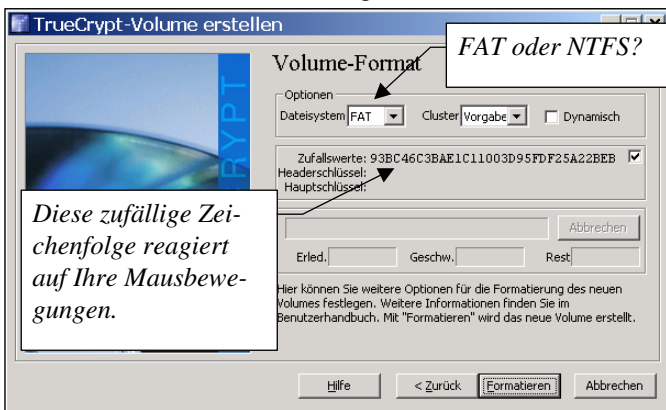 TrueCrypt-Volume erstellen
FAT oder NTFS?
Volume-Format
Optionen
Dateisystem FAT Cluster Vorgabe Dynamisch
Zufallswerte: 93BC46C3BAE1C11003D95FDF25A22BEB
Headerschlüssel:
Hauptschlüssel:
Diese zufällige Zei-
chenfolge reagiert
auf Ihre Mausbewe-
gungen.
Abbrechen
Erled. Geschw. Rest
Hier können Sie weitere Optionen für die Formatierung des neuen
Volumes festlegen. Weitere Informationen finden Sie im
Benutzerhandbuch. Mit "Formatieren" wird das neue Volume erstellt.
Hilfe < Zurück Formatieren Abbrechen